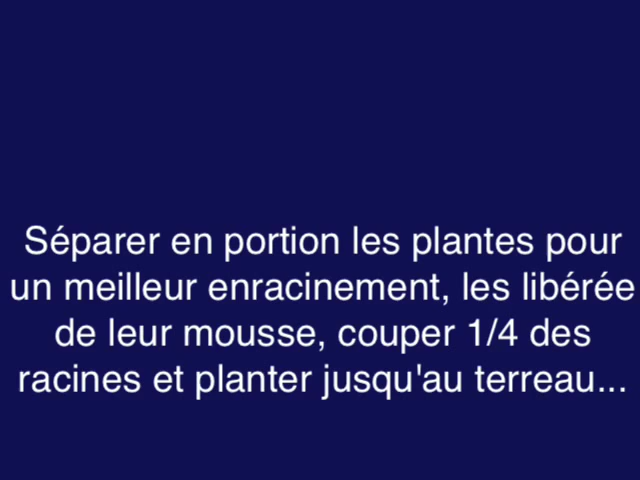 Séparer en portion les plantes pour
un meilleur enracinement, les libérée
de leur mousse, couper 1/4 des
racines et planter jusqu'au terreau...